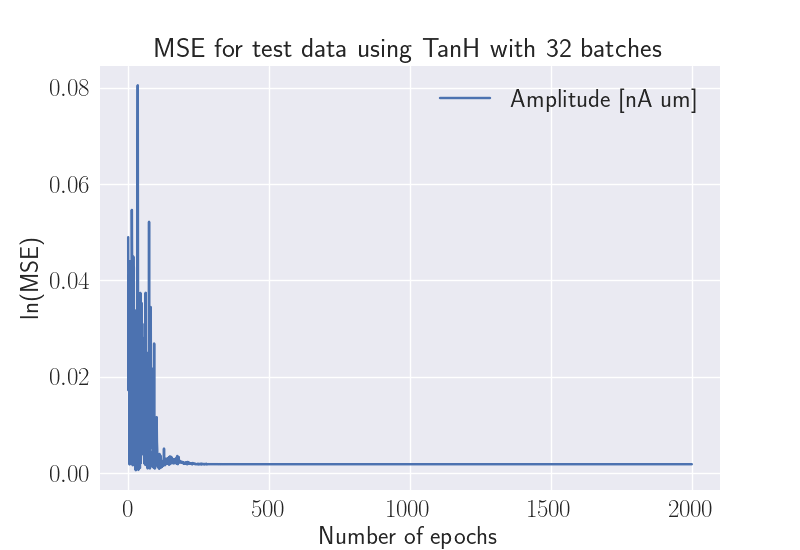 MSE for test data using TanH with 32 batches
Amplitude [nA um]
0.08
0.06
0.04
0.02
0.00
ln(MSE)
0
500
1000
1500
2000
Number of epochs